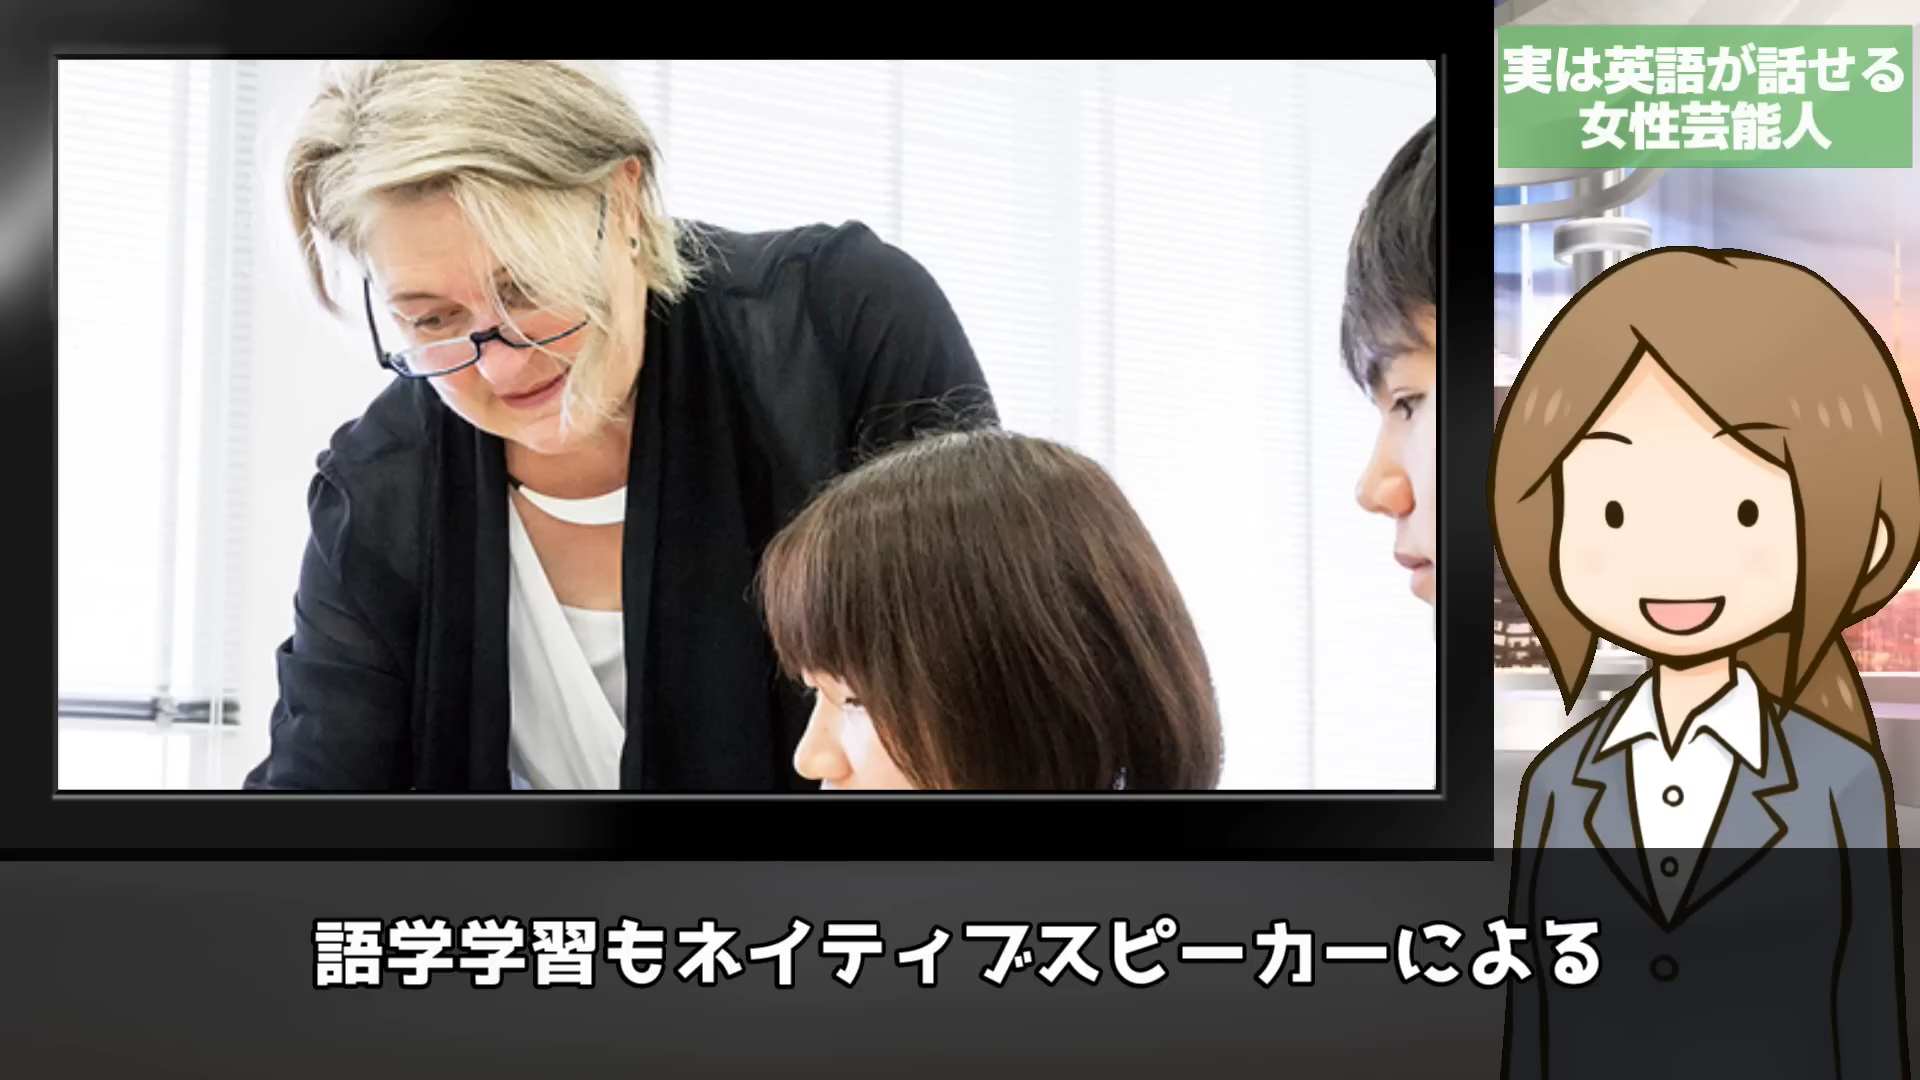 実は英語が話せる
女性芸能人
語学学習もネイティブスピーカーによる